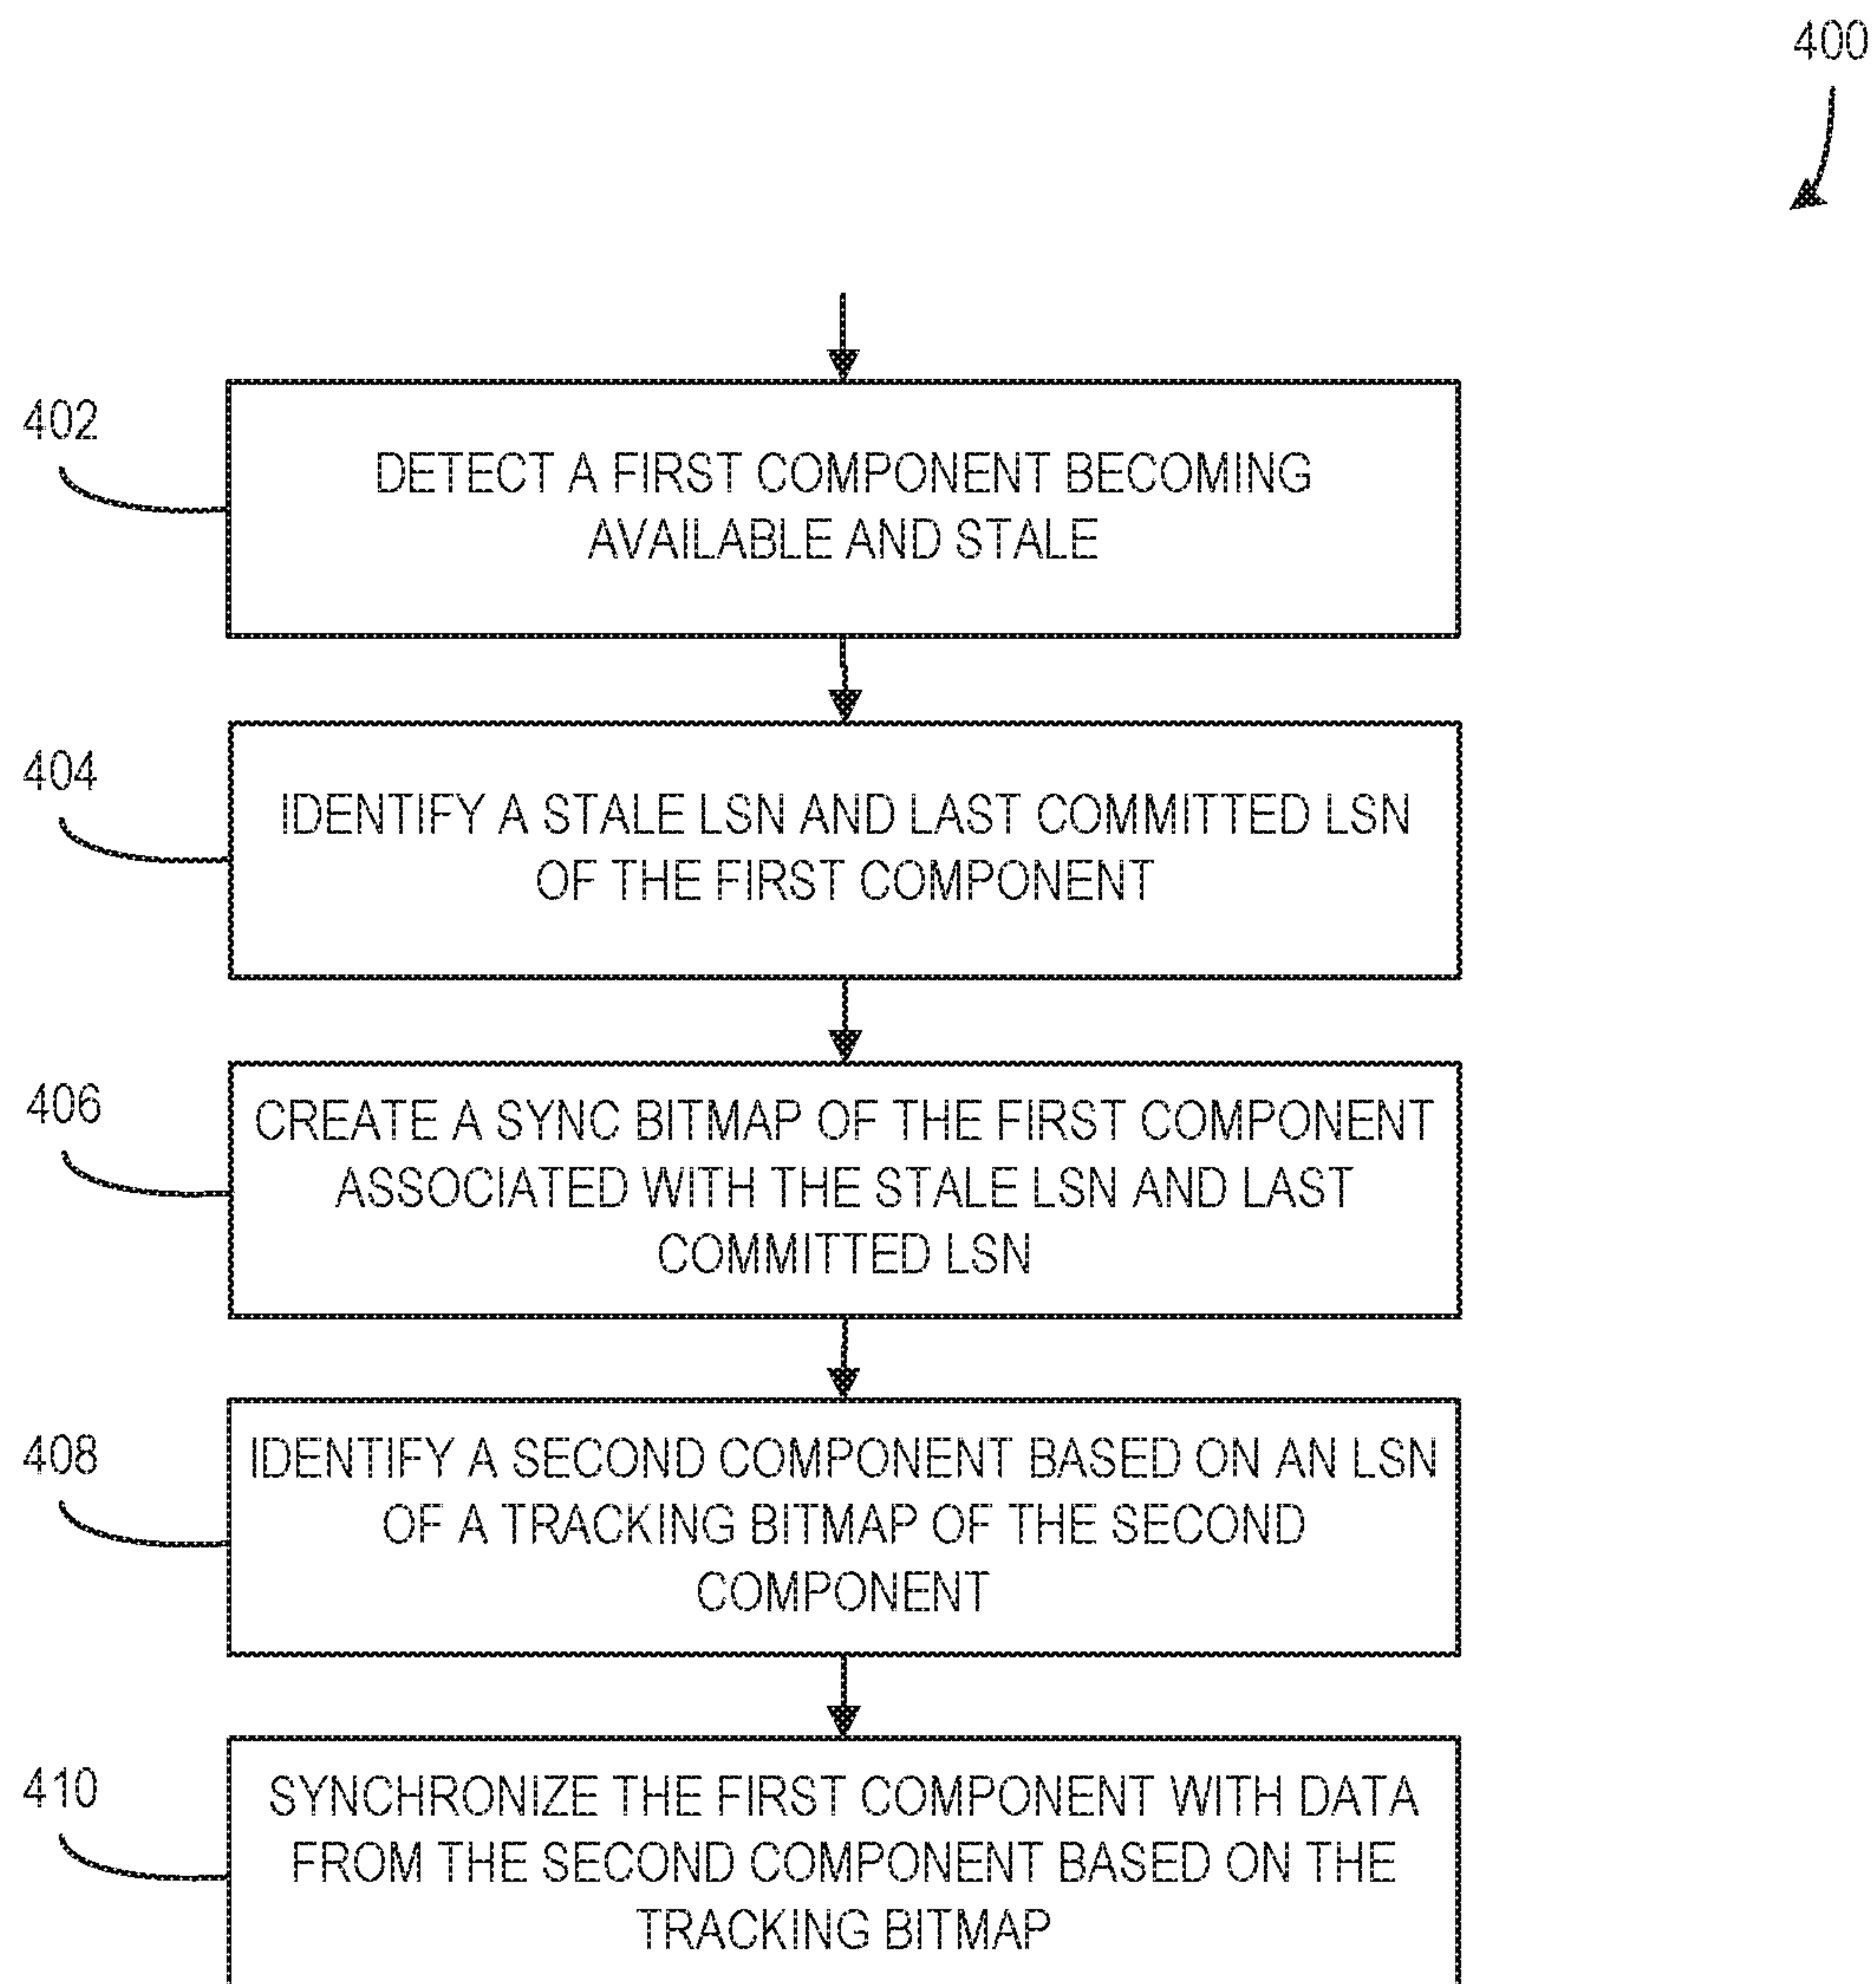 400
402
DETECT A FIRST COMPONENT BECOMING
AVAILABLE AND STALE
404
IDENTIFY A STALE LSN AND LAST COMMITTED LSN
OF THE FIRST COMPONENT
406
CREATE A SYNC BITMAP OF THE FIRST COMPONENT
ASSOCIATED WITH THE STALE LSN AND LAST
COMMITTED LSN
408
IDENTIFY A SECOND COMPONENT BASED ON AN LSN
OF A TRACKING BITMAP OF THE SECOND
COMPONENT
410
SYNCHRONIZE THE FIRST COMPONENT WITH DATA
FROM THE SECOND COMPONENT BASED ON THE
TRACKING BITMAP